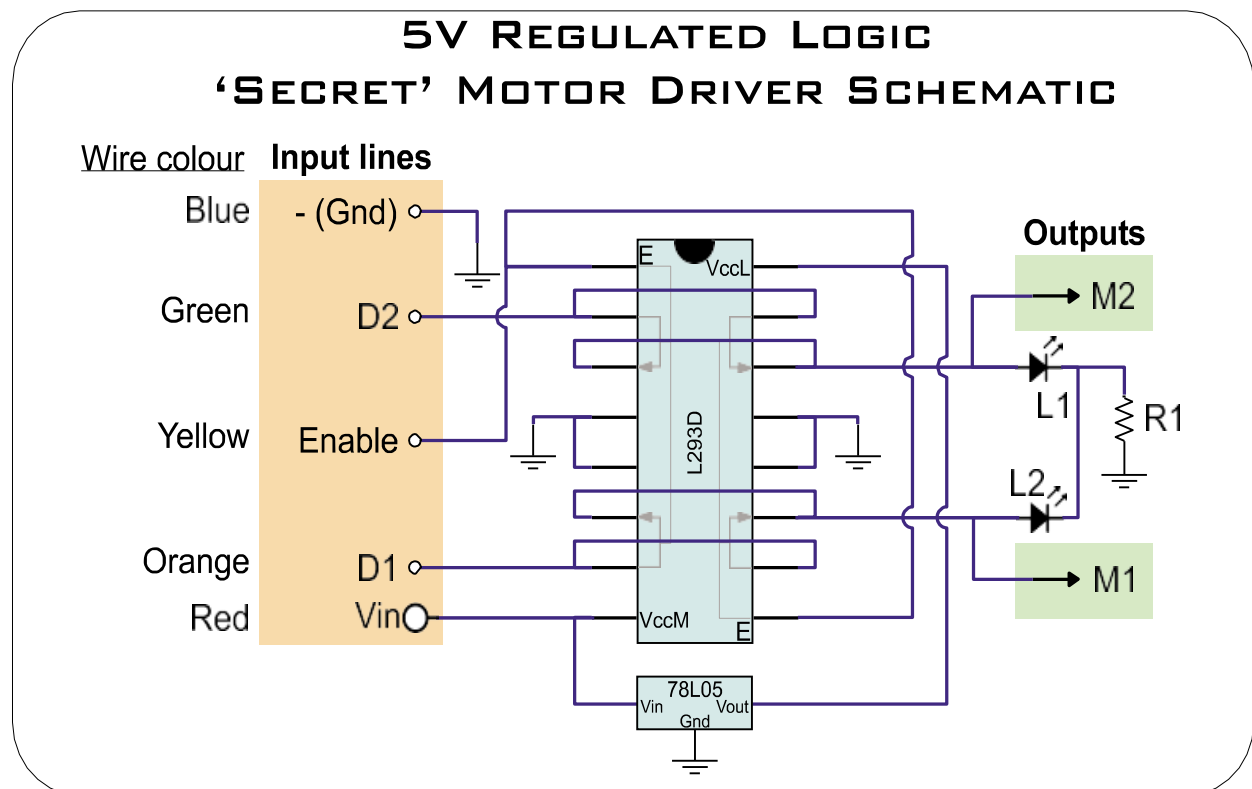 5V REGULATED LOGIC
‘SECRET’ MOTOR DRIVER SCHEMATIC
Wire colour Input lines
Blue - (Gnd)
Outputs
E VccL
M2
Green D2
L1 R1
L293D
Yellow Enable
L2
Orange D1
M1
Red Vin VccM E
78L05
Vin Vout
Gnd